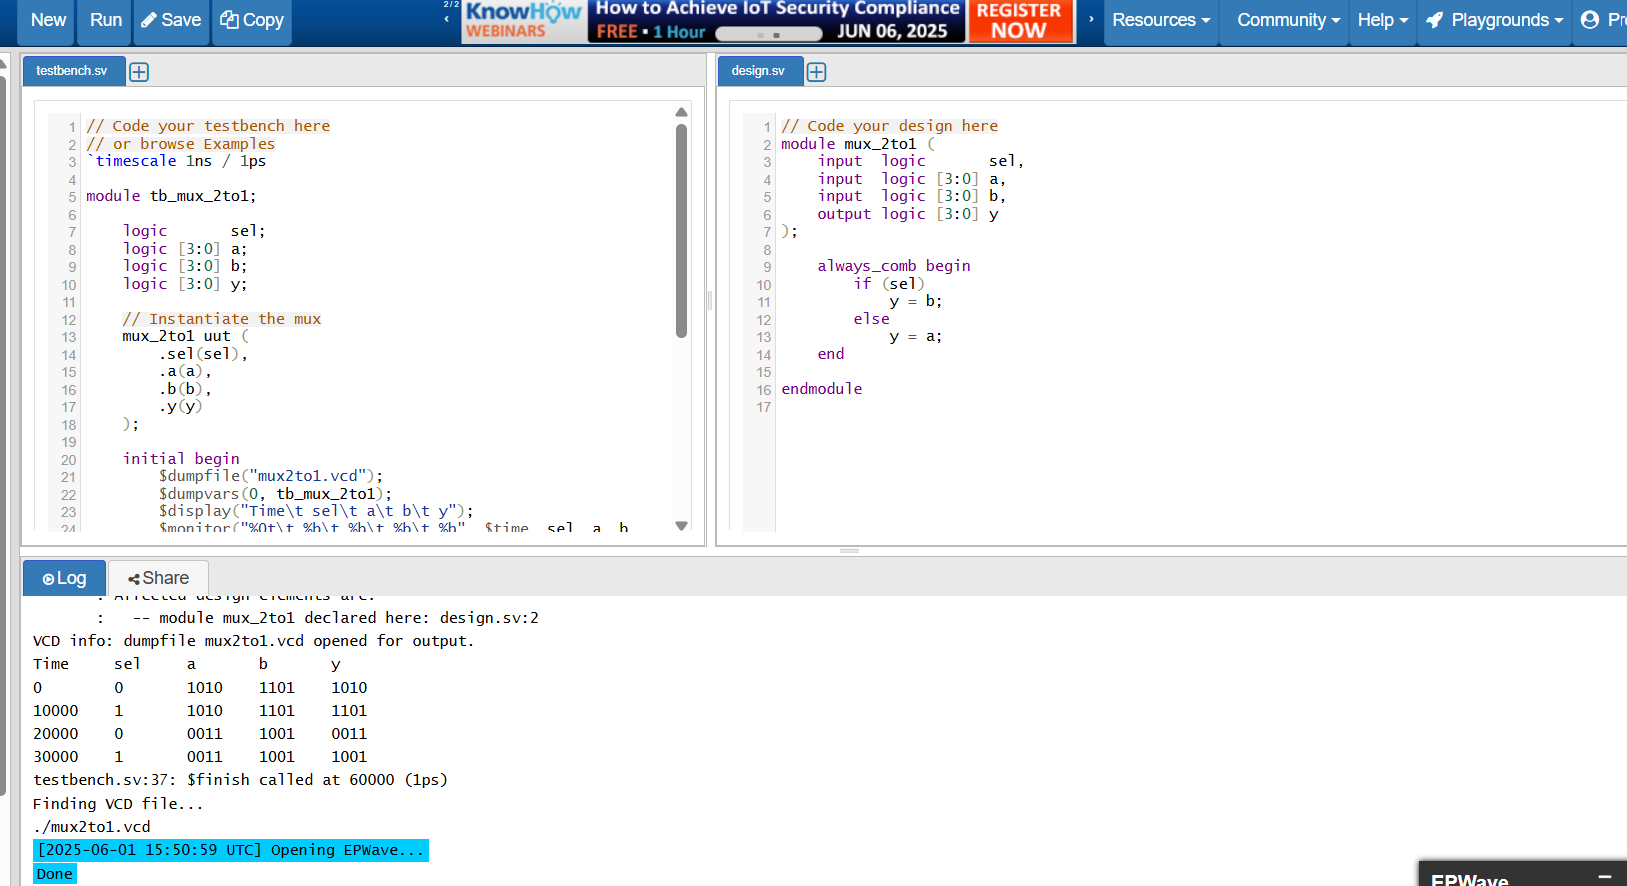 New Run Save Copy
2/2
KnowHow
WEBINARS
How to Achieve IoT Security Compliance
FREE ▪ 1 Hour JUN 06, 2025
REGISTER
NOW
Resources Community Help Playgrounds
testbench.sv
1 // Code your testbench here
2 // or browse Examples
3 `timescale 1ns / 1ps
4
5 module tb_mux_2to1;
6
7     logic       sel;
8     logic [3:0] a;
9     logic [3:0] b;
10     logic [3:0] y;
11
12     // Instantiate the mux
13     mux_2to1 uut (
14         .sel(sel),
15         .a(a),
16         .b(b),
17         .y(y)
18     );
19
20     initial begin
21         $dumpfile("mux2to1.vcd");
22         $dumpvars(0, tb_mux_2to1);
23         $display("Time\t sel\t a\t b\t y");
24         $monitor("%0t\t %b\t %b\t %b\t %b", $time, sel, a, b,
design.sv
1 // Code your design here
2 module mux_2to1 (
3     input  logic       sel,
4     input  logic [3:0] a,
5     input  logic [3:0] b,
6     output logic [3:0] y
7 );
8
9     always_comb begin
10         if (sel)
11             y = b;
12         else
13             y = a;
14     end
15
16 endmodule
17
Log Share
: Affected design elements are:
:   -- module mux_2to1 declared here: design.sv:2
VCD info: dumpfile mux2to1.vcd opened for output.
Time sel a b y
0 0 1010 1101 1010
10000 1 1010 1101 1101
20000 0 0011 1001 0011
30000 1 0011 1001 1001
testbench.sv:37: $finish called at 60000 (1ps)
Finding VCD file...
./mux2to1.vcd
[2025-06-01 15:50:59 UTC] Opening EPWave...
Done
EPWave